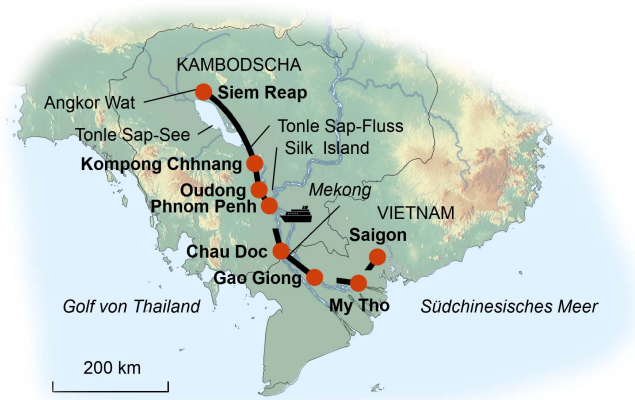 KAMBODSCHA
Angkor Wat
Siem Reap
Tonle Sap-See
Tonle Sap-Fluss
Silk Island
Kompong Chhnang
Oudong
Mekong
Phnom Penh
VIETNAM
Saigon
Chau Doc
Gao Giong
My Tho
Golf von Thailand
Südchinesisches Meer
200 km